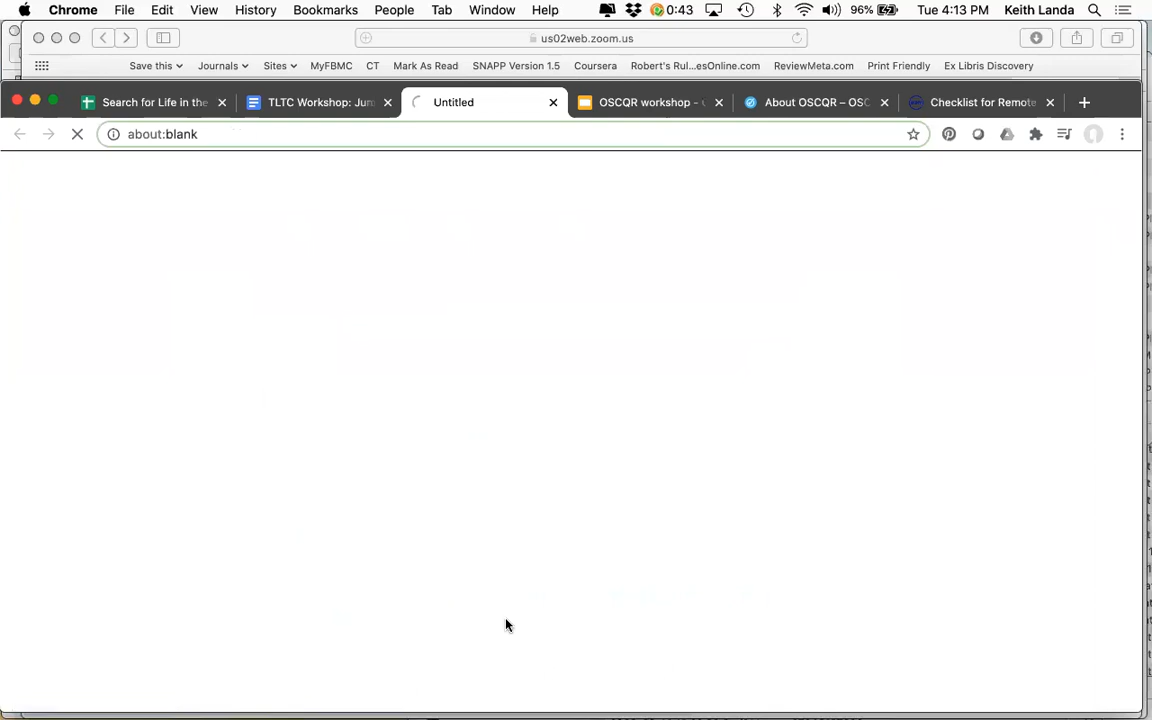 Chrome File Edit View History Bookmarks People Tab Window Help 0:43 96% Tue 4:13 PM Keith Landa
us02web.zoom.us
Save this Journals Sites MyFBMC CT Mark As Read SNAPP Version 1.5 Coursera Robert's Rul...esOnline.com ReviewMeta.com Print Friendly Ex Libris Discovery
Search for Life in the TLTC Workshop: Jum Untitled OSCQR workshop - About OSCQR – OSC Checklist for Remote
about:blank